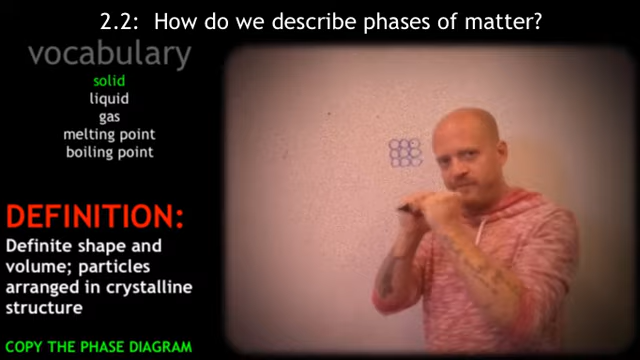 2.2: How do we describe phases of matter?
vocabulary
solid
liquid
gas
melting point
boiling point
DEFINITION:
Definite shape and
volume; particles
arranged in crystalline
structure
COPY THE PHASE DIAGRAM